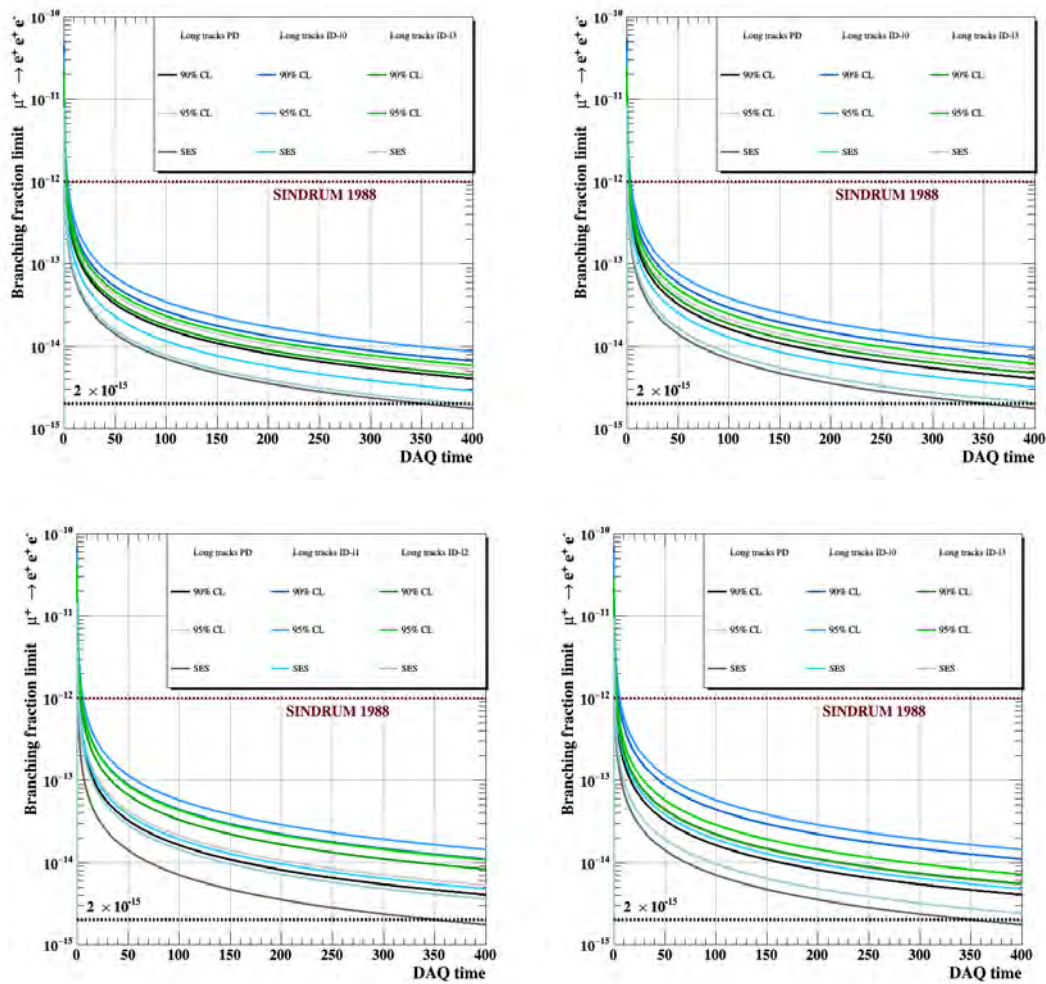 Branching fraction limit μ⁺ → e⁺ e⁺ e⁻
10⁻¹⁰
10⁻¹¹
10⁻¹²
10⁻¹³
10⁻¹⁴
10⁻¹⁵
Long tracks PD Long tracks ID-i0 Long tracks ID-i3
90% CL 90% CL 90% CL
95% CL 95% CL 95% CL
SES SES SES
SINDRUM 1988
2 ×10⁻¹⁵
0 50 100 150 200 250 300 350 400
DAQ time
Branching fraction limit μ⁺ → e⁺ e⁺ e⁻
10⁻¹⁰
10⁻¹¹
10⁻¹²
10⁻¹³
10⁻¹⁴
10⁻¹⁵
Long tracks PD Long tracks ID-i0 Long tracks ID-i3
90% CL 90% CL 90% CL
95% CL 95% CL 95% CL
SES SES SES
SINDRUM 1988
2 ×10⁻¹⁵
0 50 100 150 200 250 300 350 400
DAQ time
Branching fraction limit μ⁺ → e⁺ e⁺ e⁻
10⁻¹⁰
10⁻¹¹
10⁻¹²
10⁻¹³
10⁻¹⁴
10⁻¹⁵
Long tracks PD Long tracks ID-i1 Long tracks ID-i2
90% CL 90% CL 90% CL
95% CL 95% CL 95% CL
SES SES SES
SINDRUM 1988
2 ×10⁻¹⁵
0 50 100 150 200 250 300 350 400
DAQ time
Branching fraction limit μ⁺ → e⁺ e⁺ e⁻
10⁻¹⁰
10⁻¹¹
10⁻¹²
10⁻¹³
10⁻¹⁴
10⁻¹⁵
Long tracks PD Long tracks ID-i0 Long tracks ID-i3
90% CL 90% CL 90% CL
95% CL 95% CL 95% CL
SES SES SES
SINDRUM 1988
2 ×10⁻¹⁵
0 50 100 150 200 250 300 350 400
DAQ time